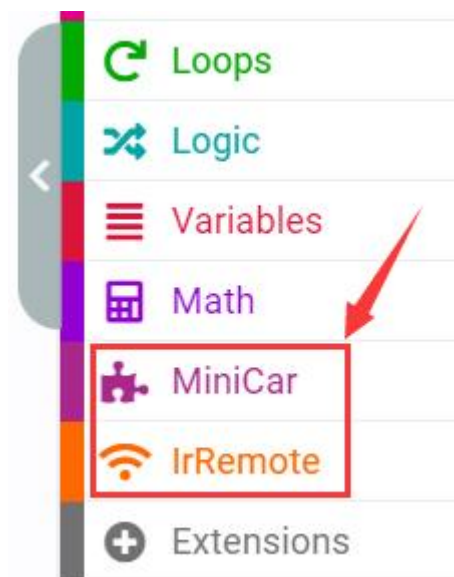 Loops
Logic
Variables
Math
MiniCar
IrRemote
Extensions